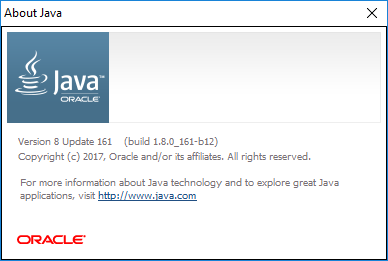 About Java
Java™
ORACLE
Version 8 Update 161 (build 1.8.0_161-b12)
Copyright (c) 2017, Oracle and/or its affiliates. All rights reserved.
For more information about Java technology and to explore great Java
applications, visit http://www.java.com
ORACLE